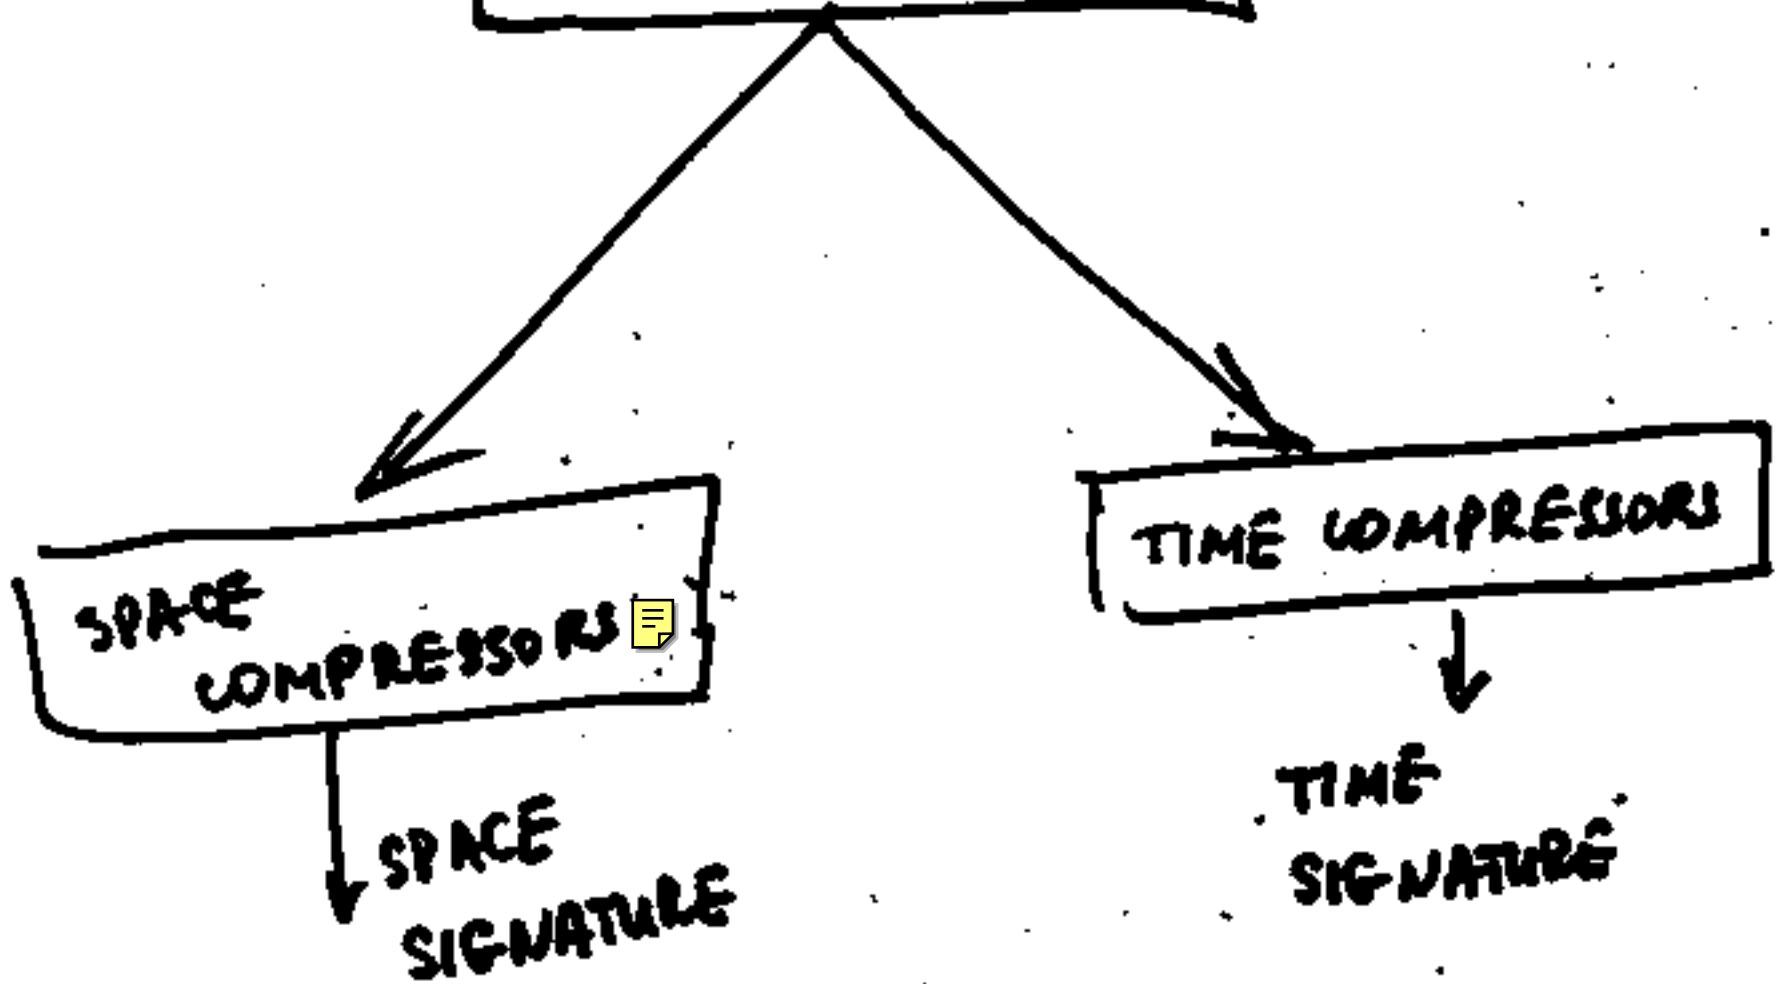 SPACE
COMPRESSORS
TIME COMPRESSORS
SPACE
SIGNATURE
TIME
SIGNATURE